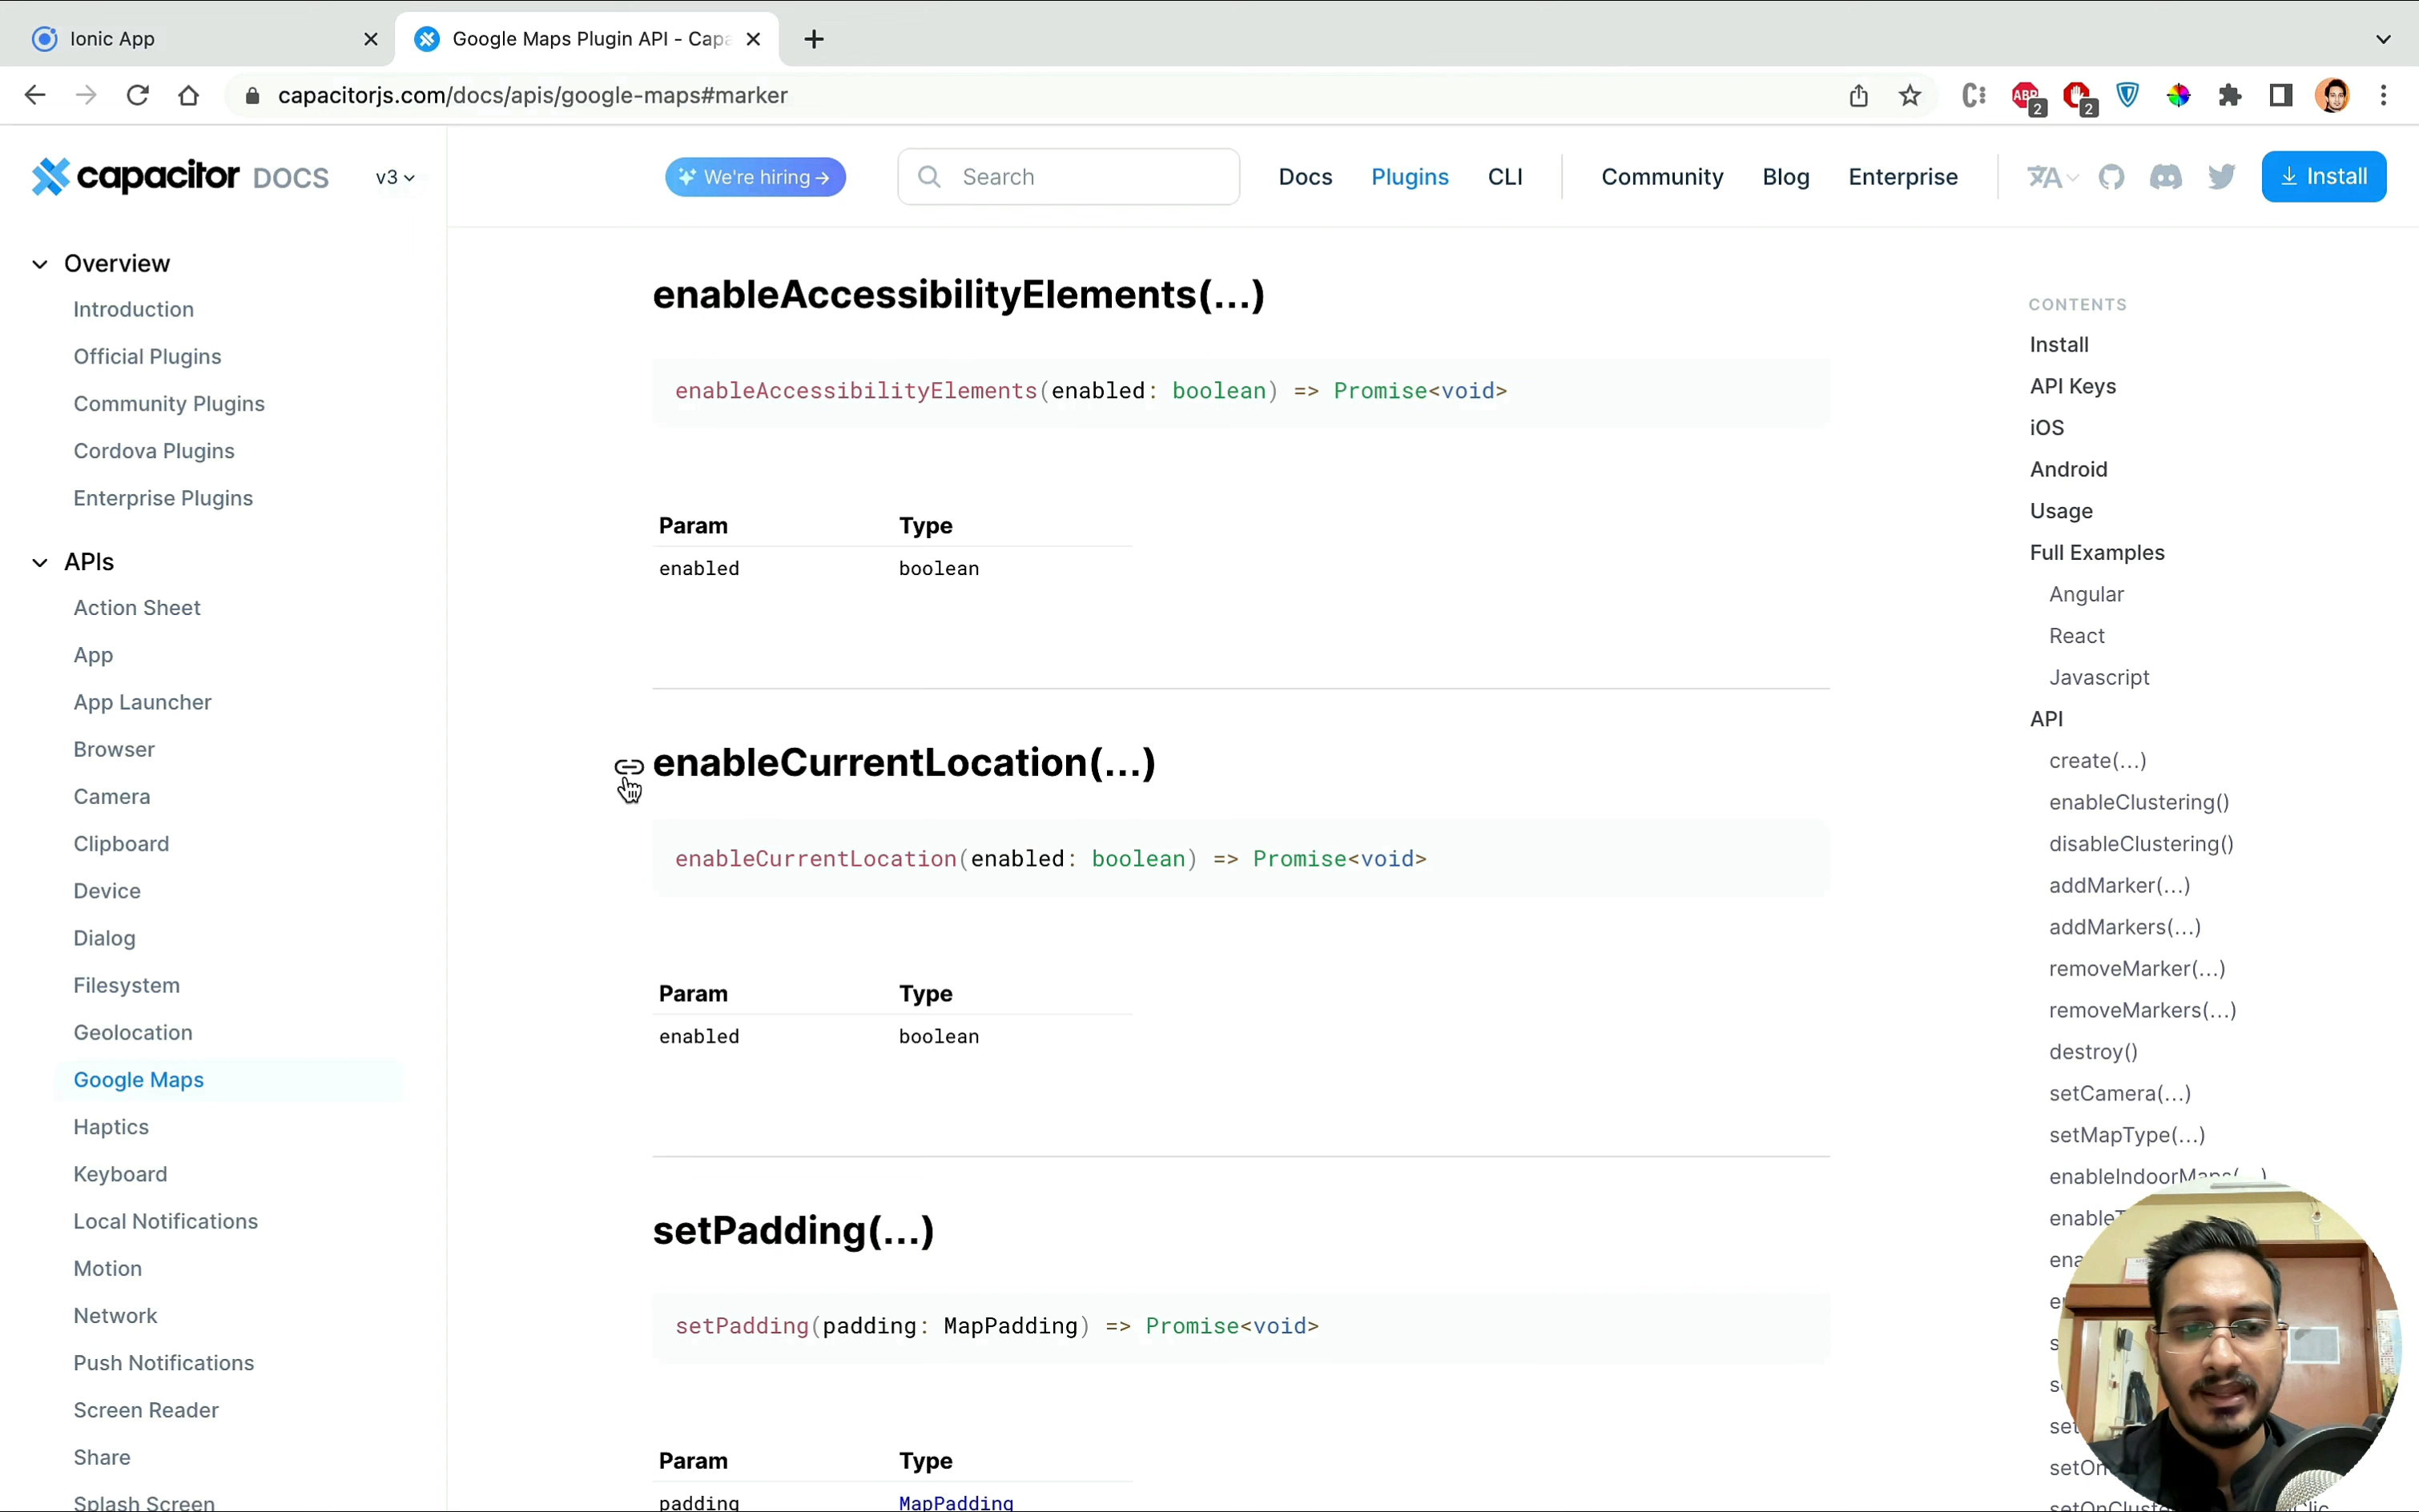 Ionic App
Google Maps Plugin API - Capa
capacitorjs.com/docs/apis/google-maps#marker
ABP 2
2
capacitor DOCS
v3
We're hiring →
Search
Docs
Plugins
CLI
Community
Blog
Enterprise
Install
Overview
Introduction
Official Plugins
Community Plugins
Cordova Plugins
Enterprise Plugins
APIs
Action Sheet
App
App Launcher
Browser
Camera
Clipboard
Device
Dialog
Filesystem
Geolocation
Google Maps
Haptics
Keyboard
Local Notifications
Motion
Network
Push Notifications
Screen Reader
Share
Splash Screen
enableAccessibilityElements(...)
enableAccessibilityElements(enabled: boolean) => Promise<void>
Param Type
enabled boolean
enableCurrentLocation(...)
enableCurrentLocation(enabled: boolean) => Promise<void>
Param Type
enabled boolean
setPadding(...)
setPadding(padding: MapPadding) => Promise<void>
Param Type
padding MapPadding
CONTENTS
Install
API Keys
iOS
Android
Usage
Full Examples
Angular
React
Javascript
API
create(...)
enableClustering()
disableClustering()
addMarker(...)
addMarkers(...)
removeMarker(...)
removeMarkers(...)
destroy()
setCamera(...)
setMapType(...)
enableIndoorMaps(...)